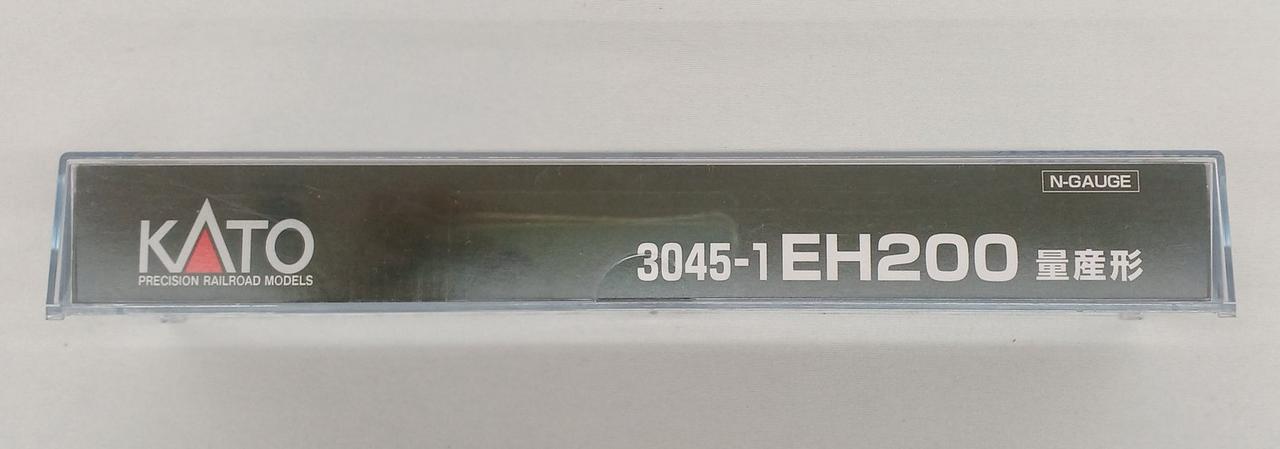 N-GAUGE
KATO
PRECISION RAILROAD MODELS
3045-1 EH200 量産形